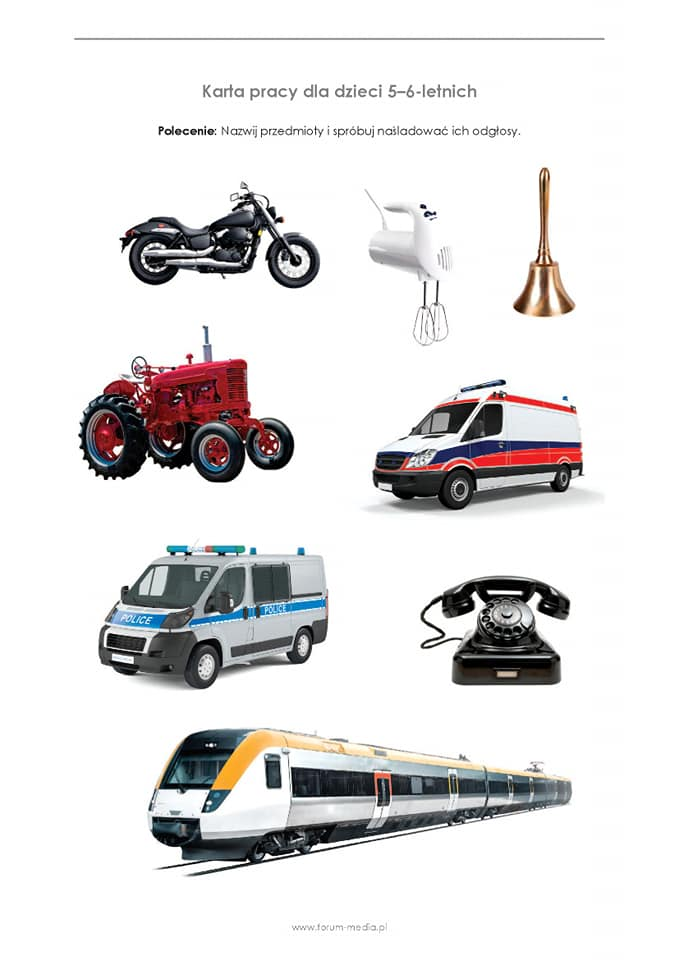 Karta pracy dla dzieci 5–6-letnich
Polecenie: Nazwij przedmioty i spróbuj naśladować ich odgłosy.
POLICE
POLICE
www.forum-media.pl